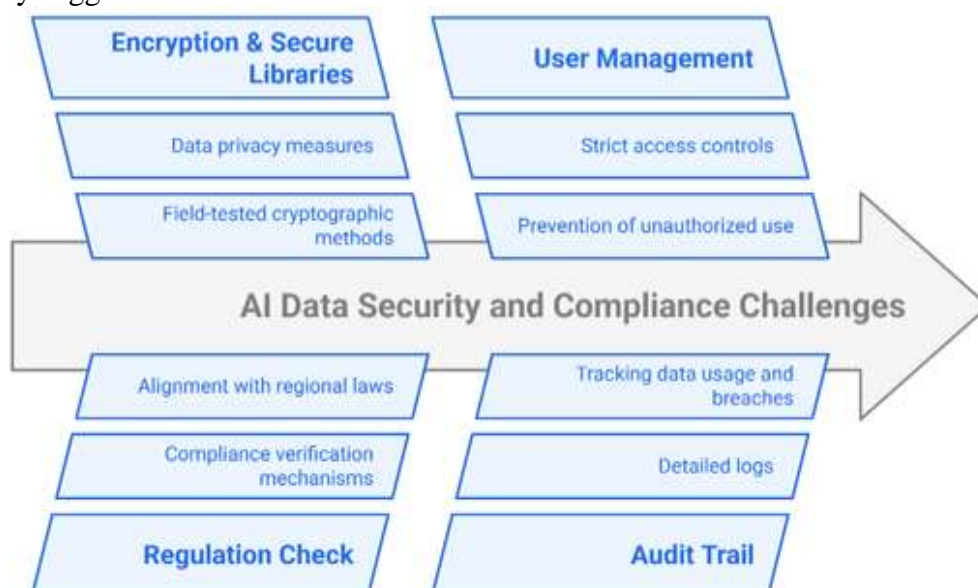 Encryption & Secure
Libraries
Data privacy measures
Field-tested cryptographic
methods
User Management
Strict access controls
Prevention of unauthorized use
AI Data Security and Compliance Challenges
Alignment with regional laws
Compliance verification
mechanisms
Regulation Check
Tracking data usage and
breaches
Detailed logs
Audit Trail